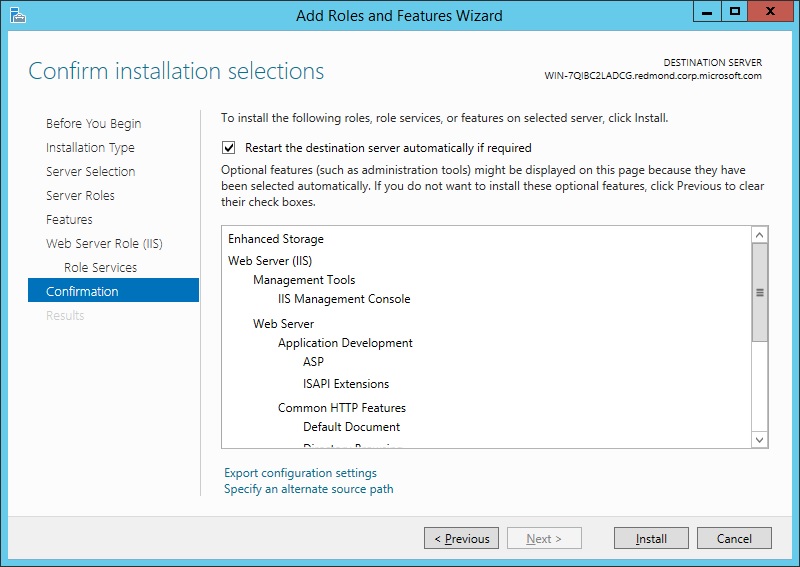 Add Roles and Features Wizard
Confirm installation selections
DESTINATION SERVER
WIN-7QIBC2LADCG.redmond.corp.microsoft.com
Before You Begin
Installation Type
Server Selection
Server Roles
Features
Web Server Role (IIS)
Role Services
Confirmation
Results
To install the following roles, role services, or features on selected server, click Install.
Restart the destination server automatically if required
Optional features (such as administration tools) might be displayed on this page because they have
been selected automatically. If you do not want to install these optional features, click Previous to clear
their check boxes.
Enhanced Storage
Web Server (IIS)
Management Tools
IIS Management Console
Web Server
Application Development
ASP
ISAPI Extensions
Common HTTP Features
Default Document
Export configuration settings
Specify an alternate source path
< Previous
Next >
Install
Cancel